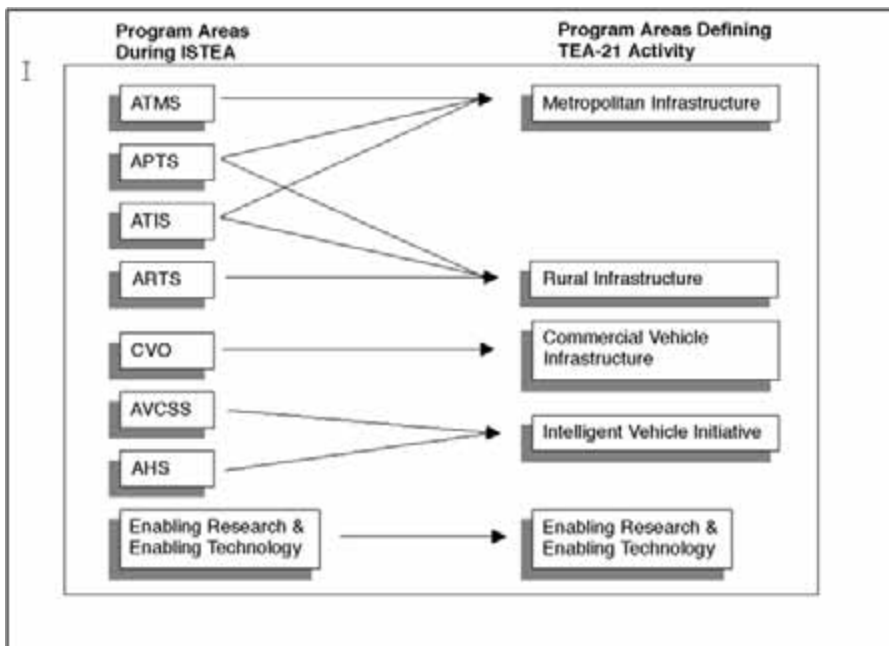 Program Areas
During ISTEA
Program Areas Defining
TEA-21 Activity
ATMS
APTS
ATIS
ARTS
CVO
AVCSS
AHS
Enabling Research &
Enabling Technology
Metropolitan Infrastructure
Rural Infrastructure
Commercial Vehicle
Infrastructure
Intelligent Vehicle Initiative
Enabling Research &
Enabling Technology